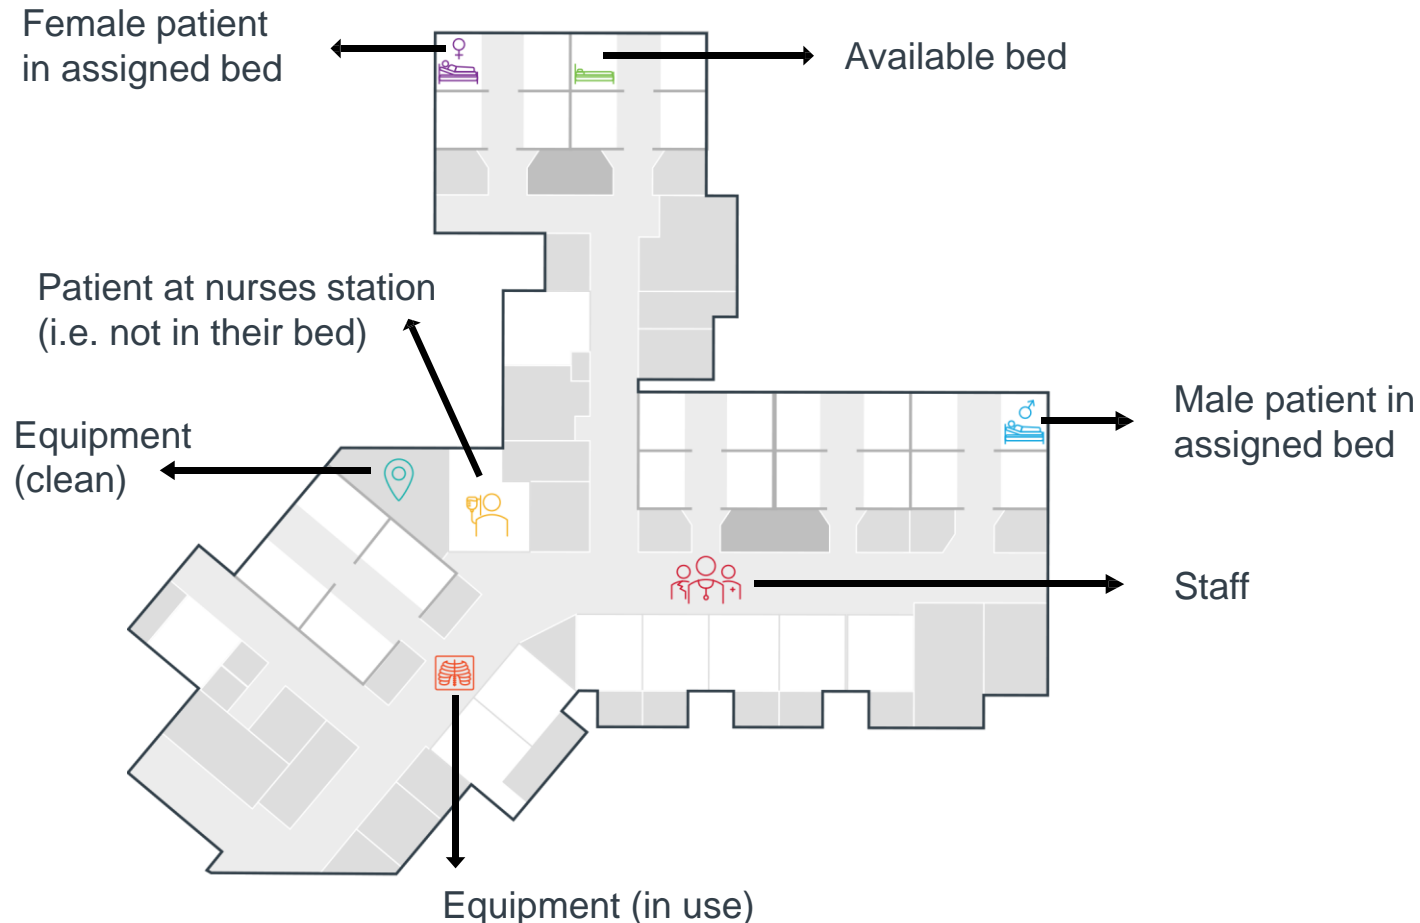 Female patient
in assigned bed
Available bed
Patient at nurses station
(i.e. not in their bed)
Male patient in
assigned bed
Equipment
(clean)
Staff
Equipment (in use)